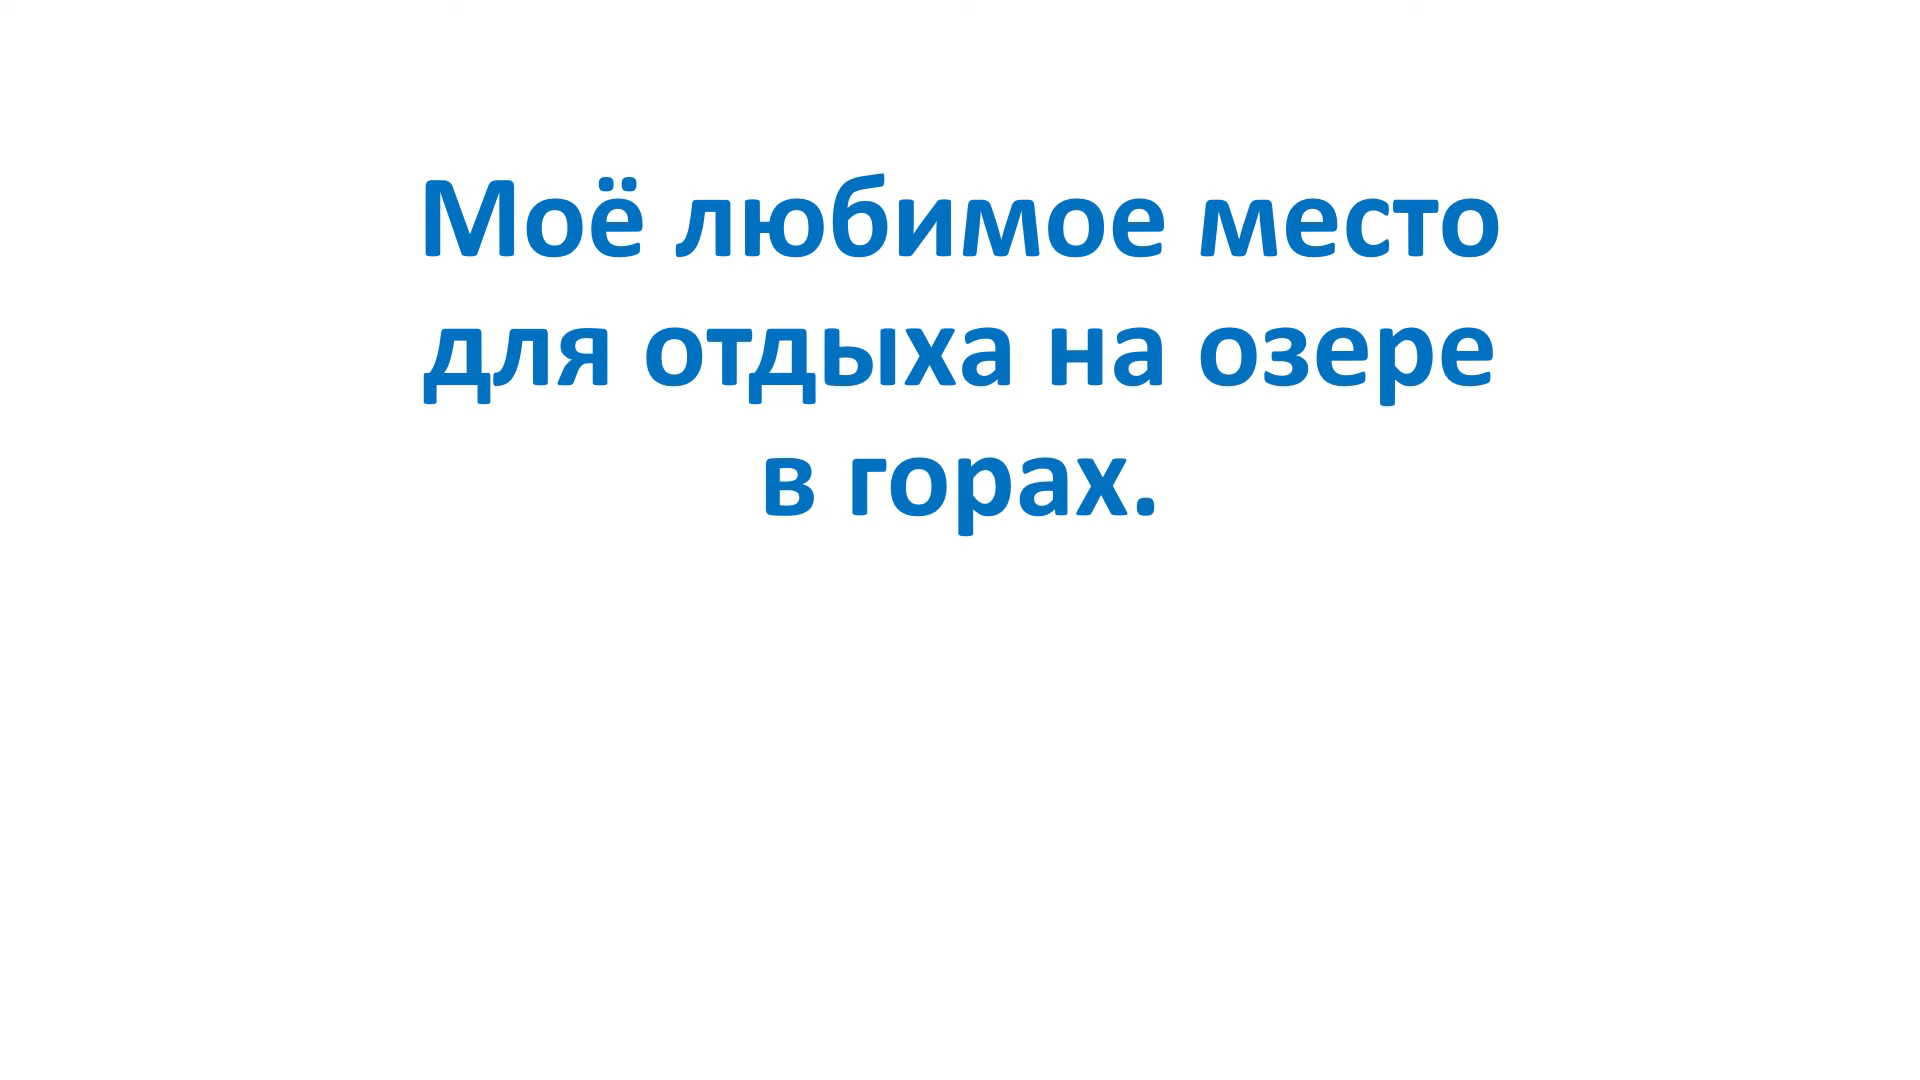 Моё любимое место
для отдыха на озере
в горах.